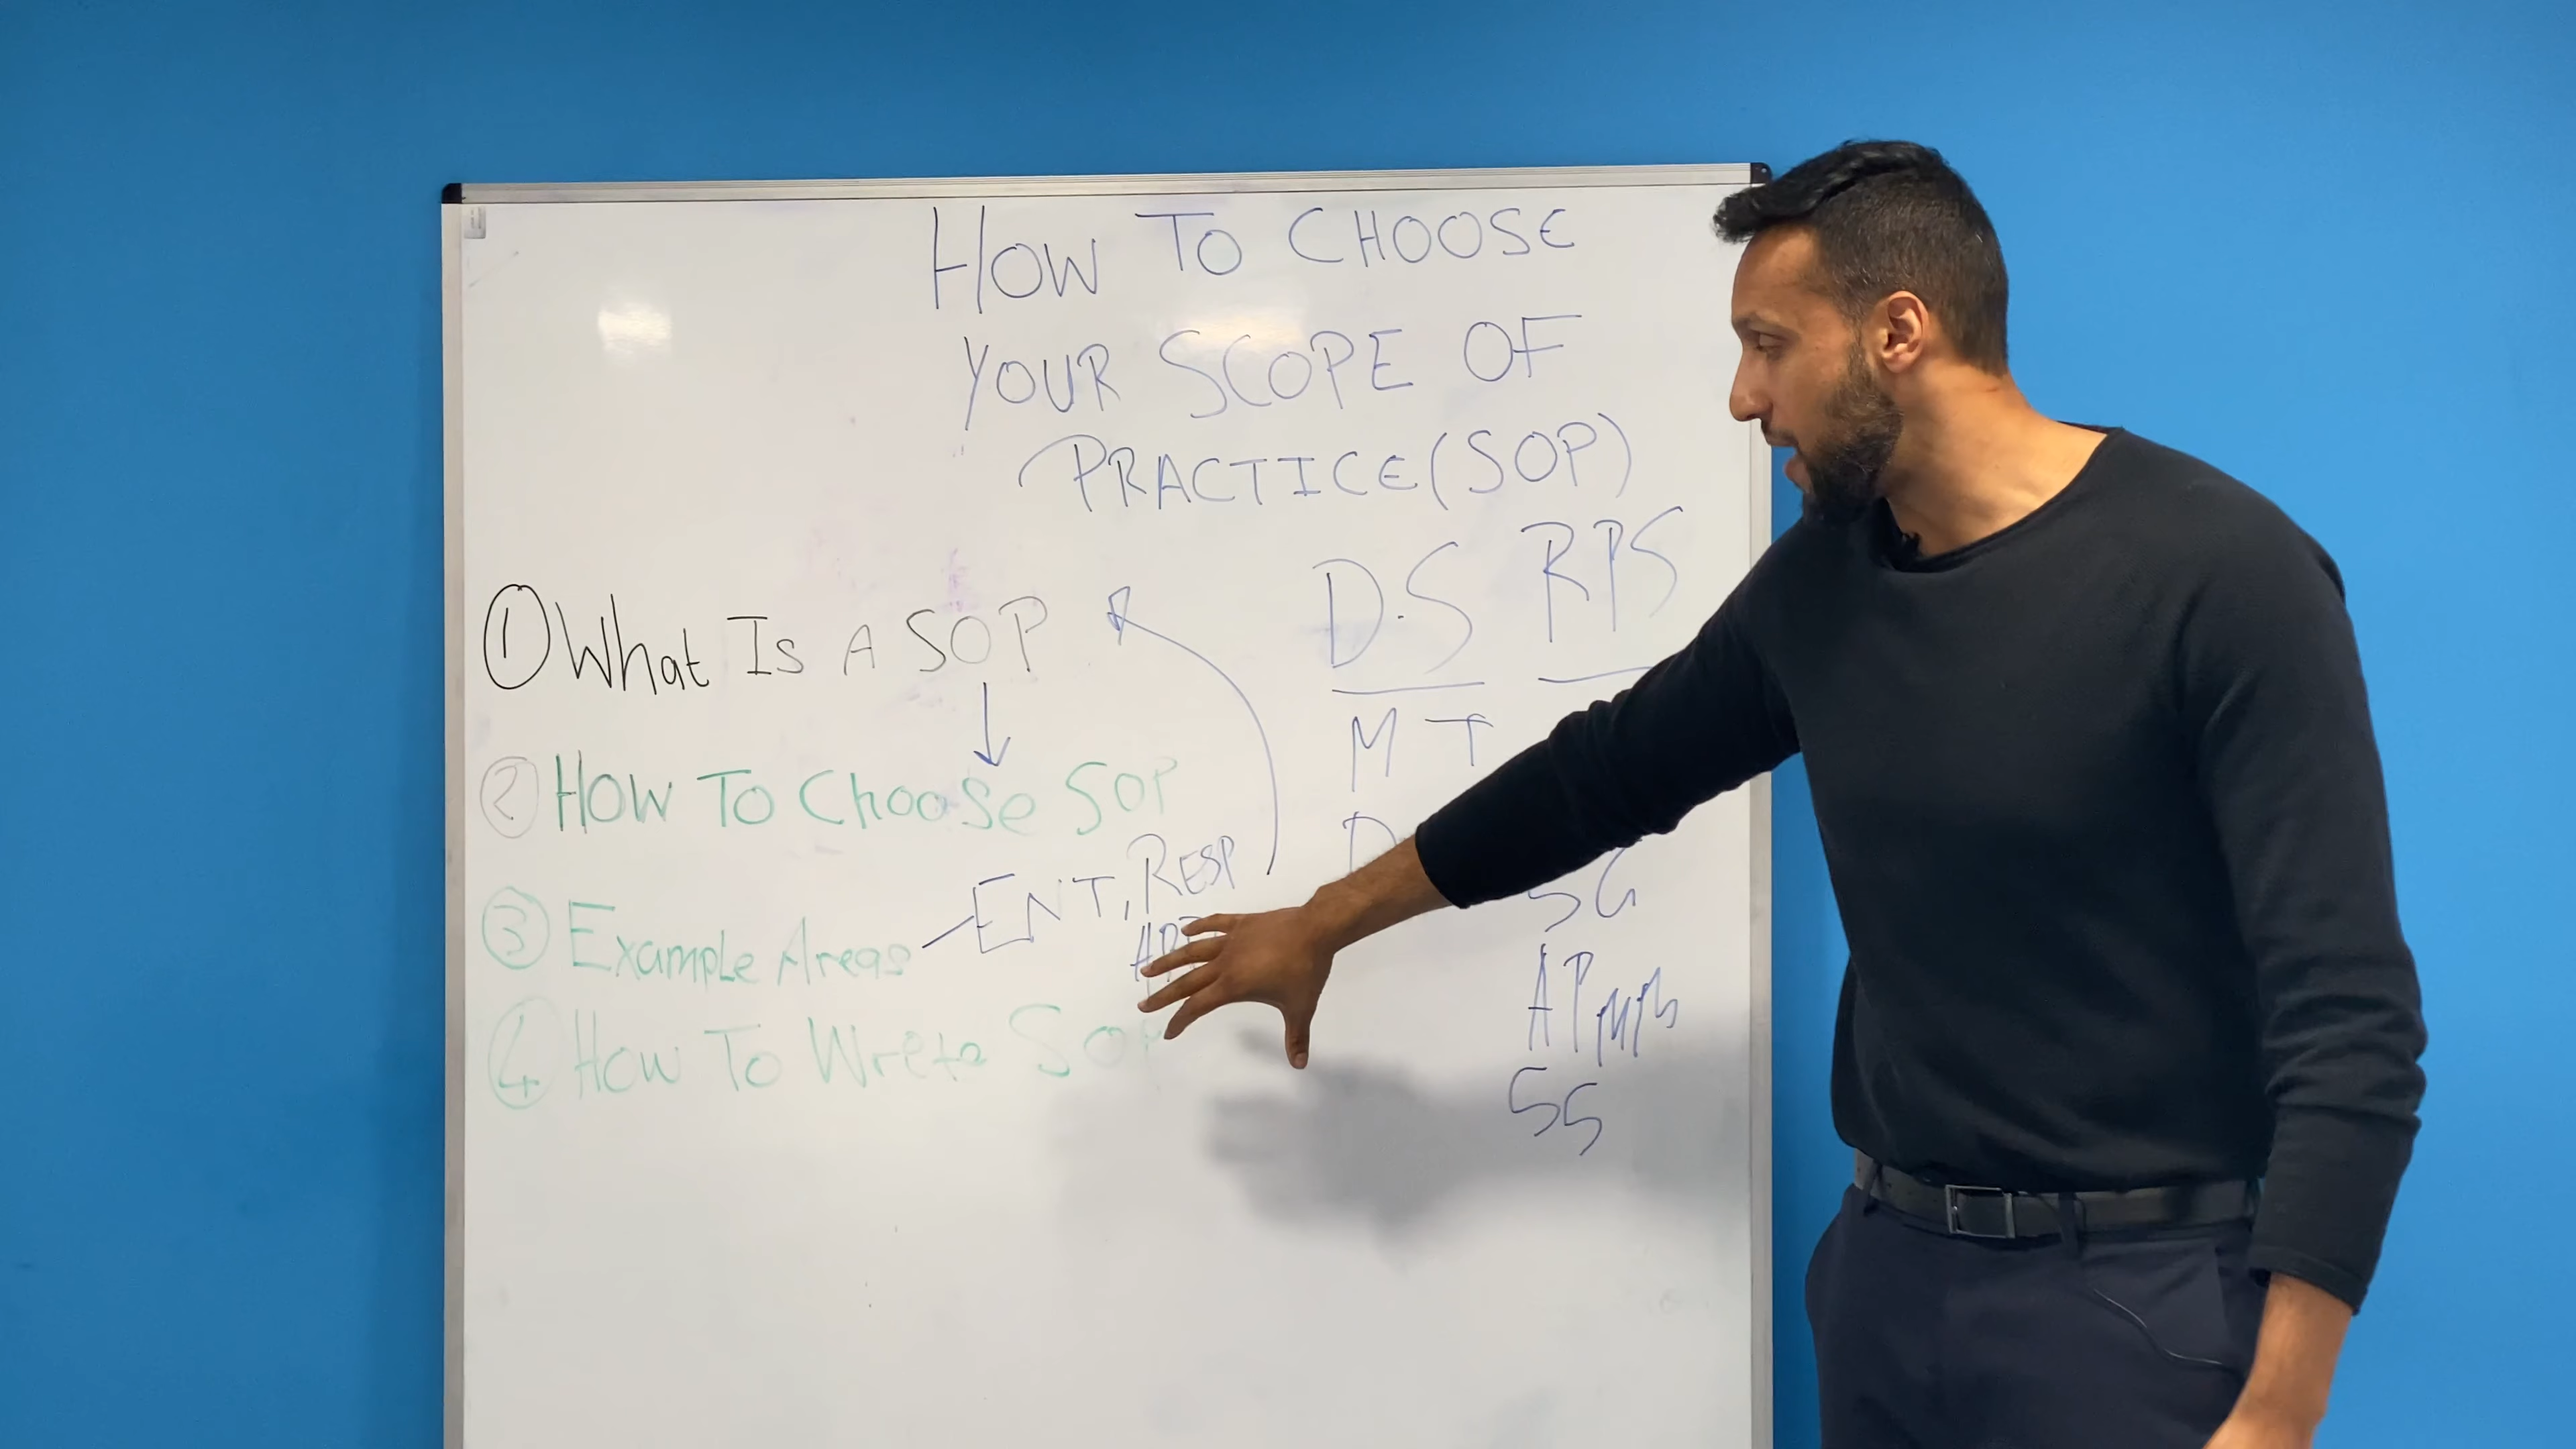 HOW TO CHOOSE
YOUR SCOPE OF
PRACTICE (SOP)
① What Is A SOP
② How To Choose SOP
③ Example Areas
ENT, RESP
④ How To Write SOP
D.S RPS
M T
D
SG
AP
SS